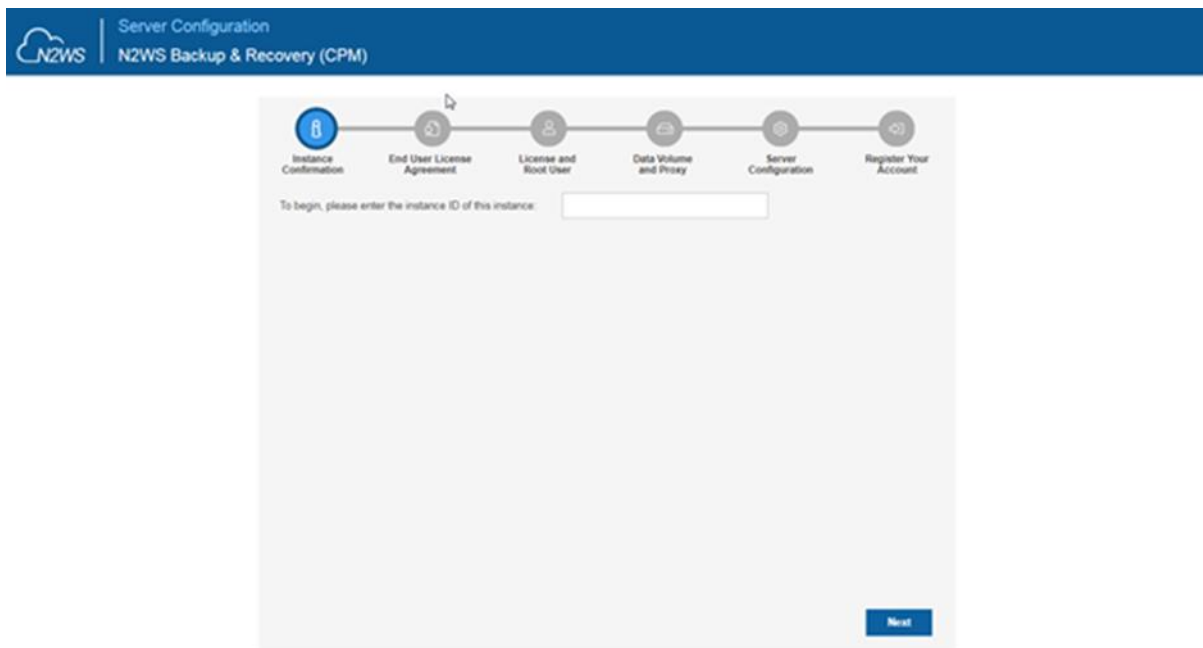 Server Configuration
N2WS
N2WS Backup & Recovery (CPM)
Instance
Confirmation
End User License
Agreement
License and
Root User
Data Volume
and Proxy
Server
Configuration
Register Your
Account
To begin, please enter the instance ID of this instance:
Next